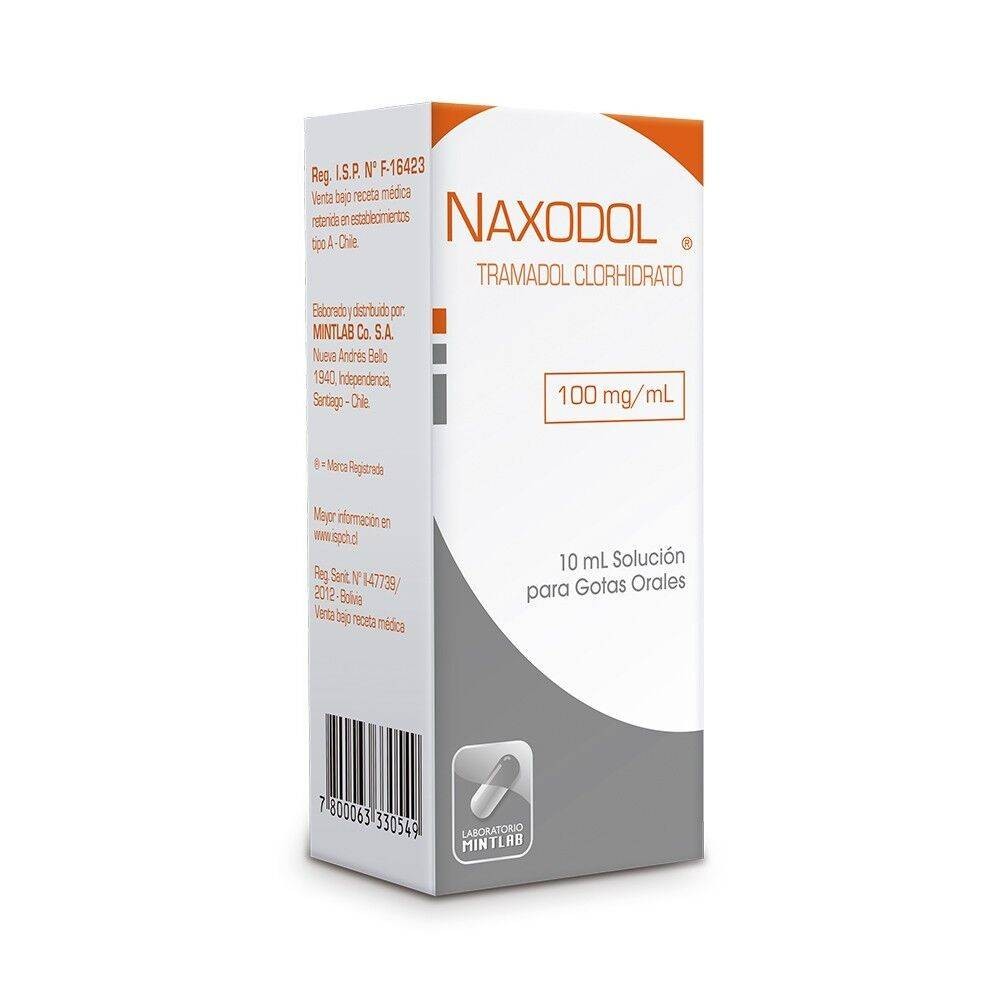 Reg. I.S.P. N° F-16423
Venta bajo receta médica
retenida en establecimientos
tipo A - Chile.
Elaborado y distribuido por:
MINTLAB Co. S.A.
Nueva Andrés Bello
1940, Independencia,
Santiago - Chile.
® = Marca Registrada
Mayor información en
www.ispch.cl
Reg. Sanit. N° II-47739/
2012 - Bolivia
Venta bajo receta médica
7 800063 330549
NAXODOL ®
TRAMADOL CLORHIDRATO
100 mg/mL
10 mL Solución
para Gotas Orales
LABORATORIO
MINTLAB